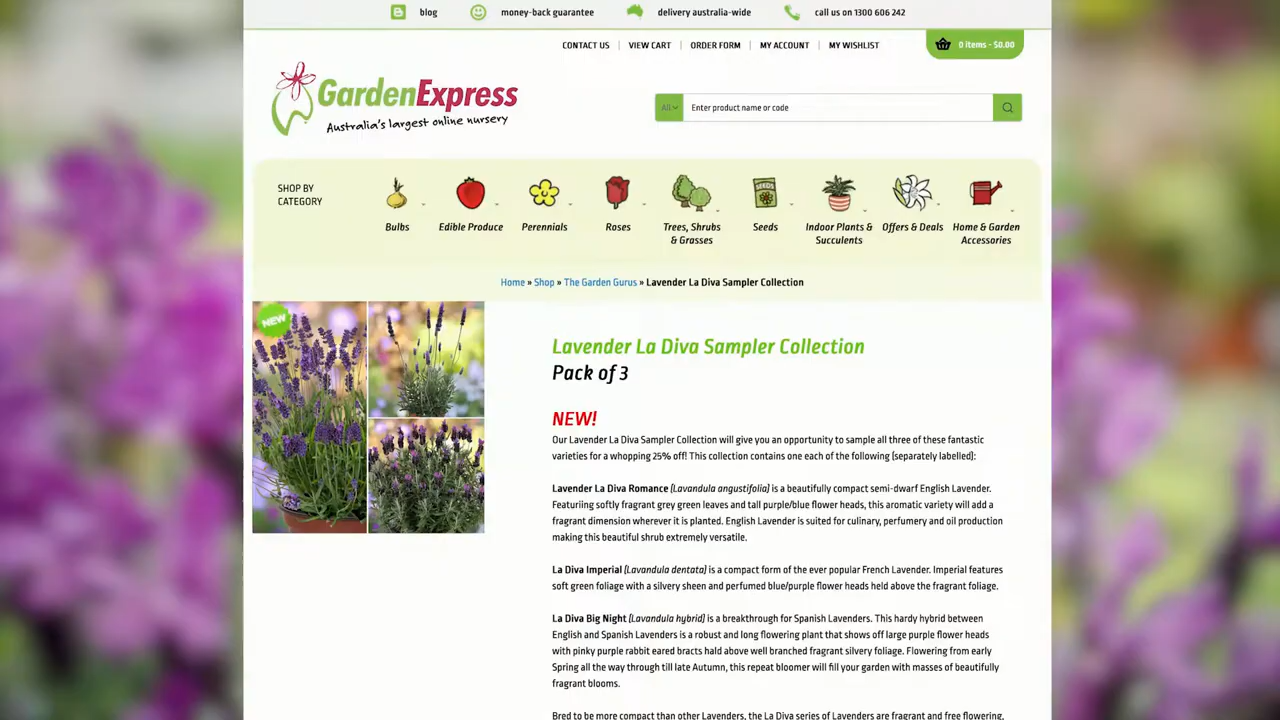 blog
money-back guarantee
delivery australia-wide
call us on 1300 606 242
CONTACT US
VIEW CART
ORDER FORM
MY ACCOUNT
MY WISHLIST
0 items - $0.00
GardenExpress
Australia's largest online nursery
All
Enter product name or code
SHOP BY
CATEGORY
SEEDS
Bulbs
Edible Produce
Perennials
Roses
Trees, Shrubs
& Grasses
Seeds
Indoor Plants &
Succulents
Offers & Deals
Home & Garden
Accessories
Home » Shop » The Garden Gurus » Lavender La Diva Sampler Collection
NEW
Lavender La Diva Sampler Collection
Pack of 3
NEW!
Our Lavender La Diva Sampler Collection will give you an opportunity to sample all three of these fantastic
varieties for a whopping 25% off! This collection contains one each of the following (separately labelled):
Lavender La Diva Romance (Lavandula angustifolia) is a beautifully compact semi-dwarf English Lavender.
Featuriing softly fragrant grey green leaves and tall purple/blue flower heads, this aromatic variety will add a
fragrant dimension wherever it is planted. English Lavender is suited for culinary, perfumery and oil production
making this beautiful shrub extremely versatile.
La Diva Imperial (Lavandula dentata) is a compact form of the ever popular French Lavender. Imperial features
soft green foliage with a silvery sheen and perfumed blue/purple flower heads held above the fragrant foliage.
La Diva Big Night (Lavandula hybrid) is a breakthrough for Spanish Lavenders. This hardy hybrid between
English and Spanish Lavenders is a robust and long flowering plant that shows off large purple flower heads
with pinky purple rabbit eared bracts hald above well branched fragrant silvery foliage. Flowering from early
Spring all the way through till late Autumn, this repeat bloomer will fill your garden with masses of beautifully
fragrant blooms.
Bred to be more compact than other Lavenders, the La Diva series of Lavenders are fragrant and free flowering,